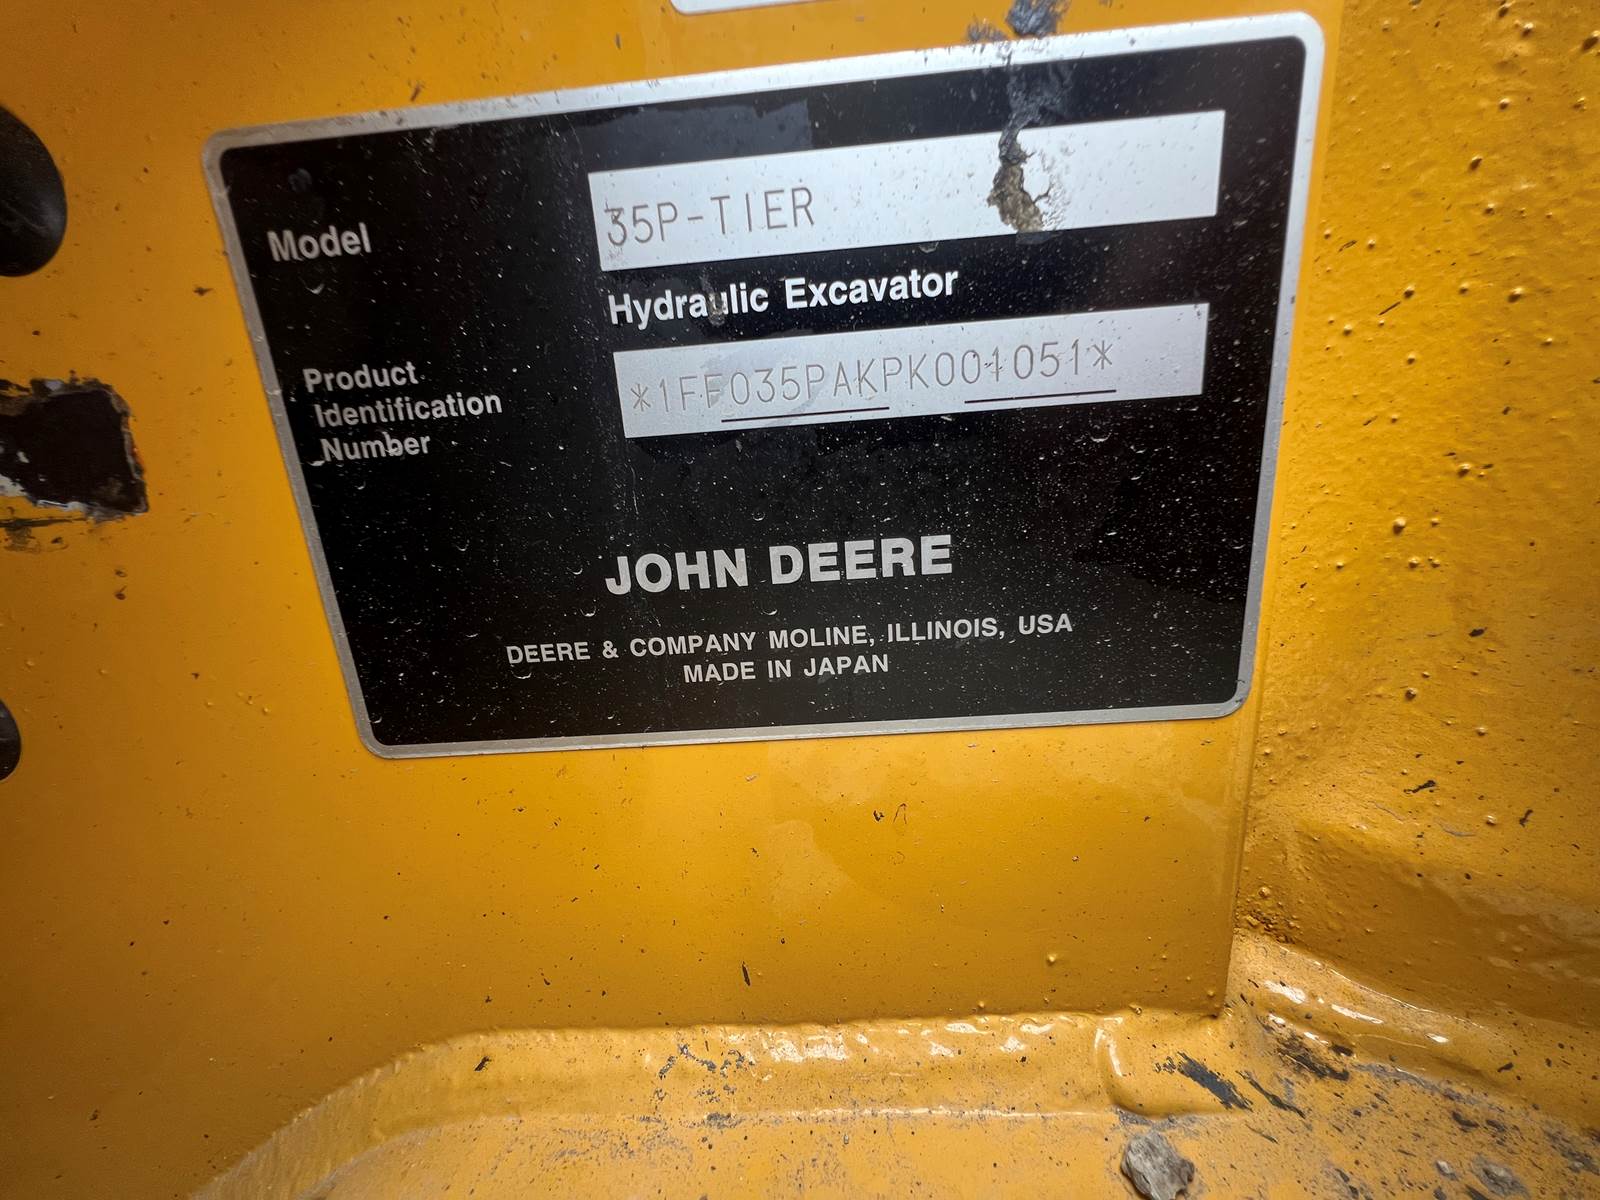 Model
35P-TIER
Hydraulic Excavator
Product
Identification
Number
*1FF035PAKPK001051*
JOHN DEERE
DEERE & COMPANY MOLINE, ILLINOIS, USA
MADE IN JAPAN